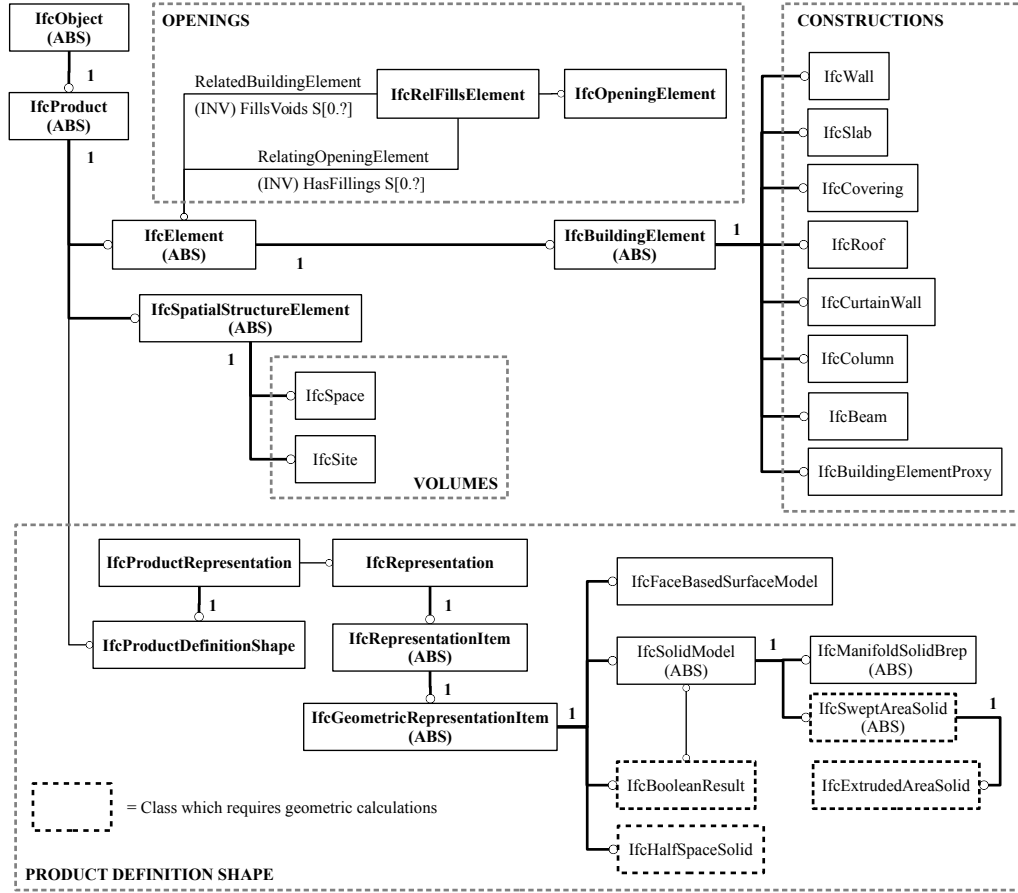 IfcObject
(ABS)
1
IfcProduct
(ABS)
1
OPENINGS
RelatedBuildingElement
(INV) FillsVoids S[0.?]
IfcRelFillsElement
IfcOpeningElement
RelatingOpeningElement
(INV) HasFillings S[0.?]
CONSTRUCTIONS
IfcWall
IfcSlab
IfcCovering
IfcRoof
IfcCurtainWall
IfcColumn
IfcBeam
IfcBuildingElementProxy
IfcElement
(ABS)
1
IfcBuildingElement
(ABS)
1
IfcSpatialStructureElement
(ABS)
1
IfcSpace
IfcSite
VOLUMES
IfcProductRepresentation
IfcRepresentation
1
1
IfcProductDefinitionShape
IfcRepresentationItem
(ABS)
1
IfcGeometricRepresentationItem
(ABS)
1
IfcFaceBasedSurfaceModel
IfcSolidModel
(ABS)
1
IfcManifoldSolidBrep
(ABS)
IfcSweptAreaSolid
(ABS)
1
IfcBooleanResult
IfcExtrudedAreaSolid
IfcHalfSpaceSolid
= Class which requires geometric calculations
PRODUCT DEFINITION SHAPE